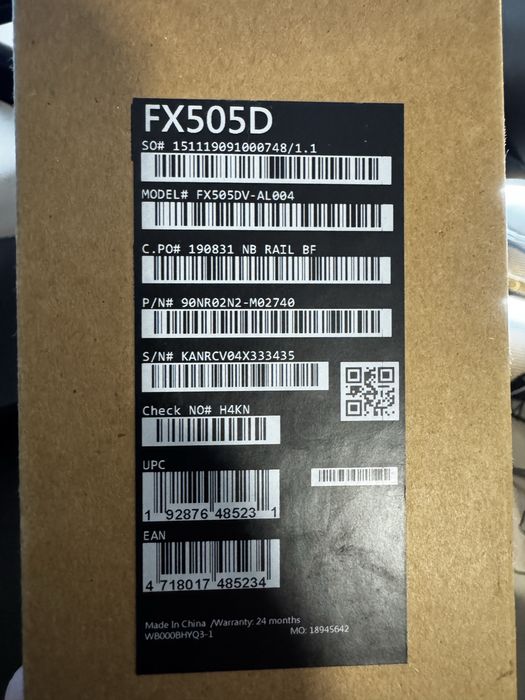 FX505D
SO# 151119091000748/1.1
MODEL# FX505DV-AL004
C.PO# 190831 NB RAIL BF
P/N# 90NR02N2-M02740
S/N# KANRCV04X333435
Check NO# H4KN
UPC
1 92876 48523 1
EAN
4 718017 485234
Made In China /Warranty: 24 months
WB000BHYQ3-1 MO: 18945642